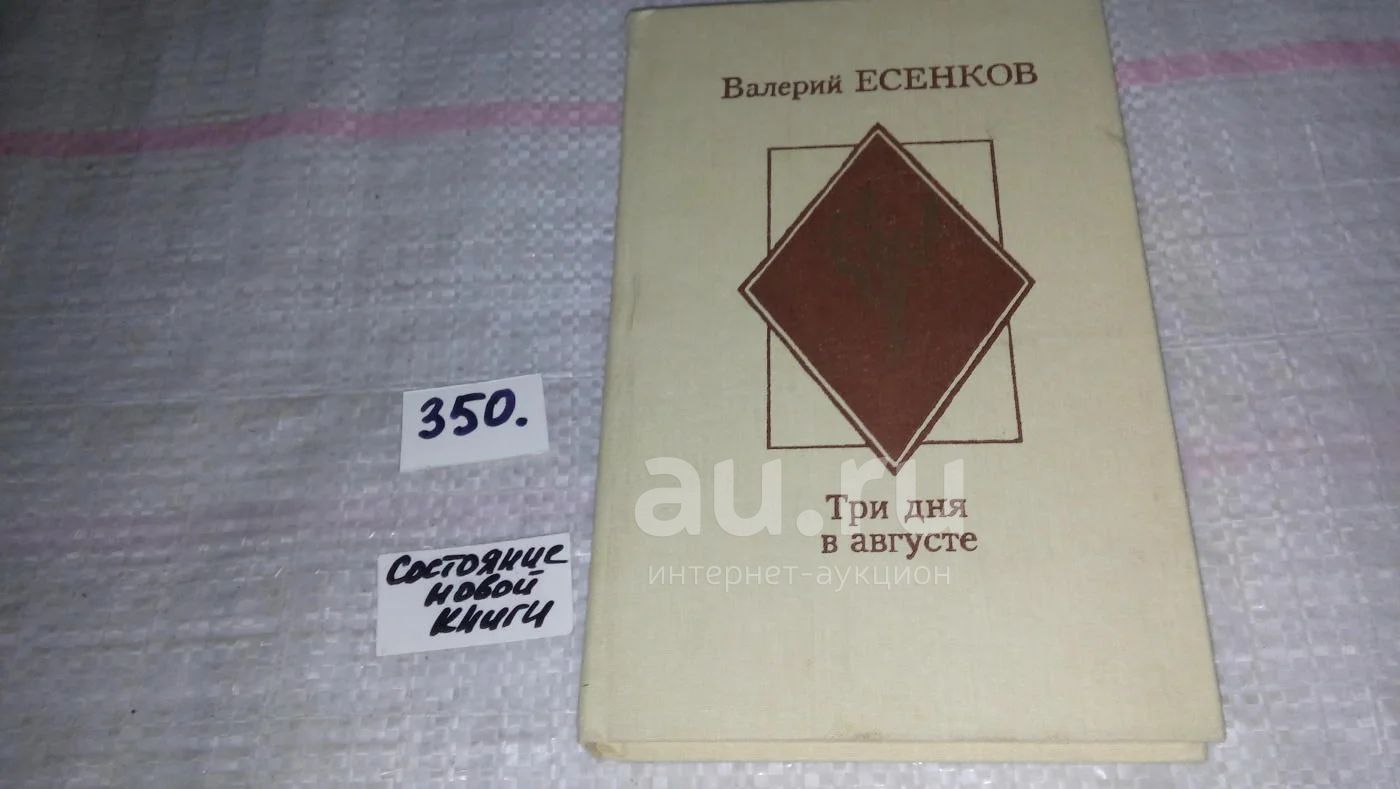 Валерий ЕСЕНКОВ
350.
Три дня
в августе
au.ru
интернет-аукцион
Состояние
новой
книги